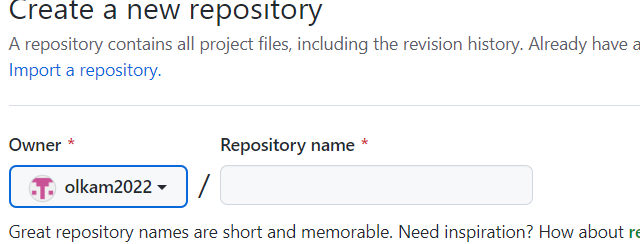 Create a new repository
A repository contains all project files, including the revision history. Already have a
Import a repository.
Owner *
Repository name *
olkam2022
/
Great repository names are short and memorable. Need inspiration? How about re